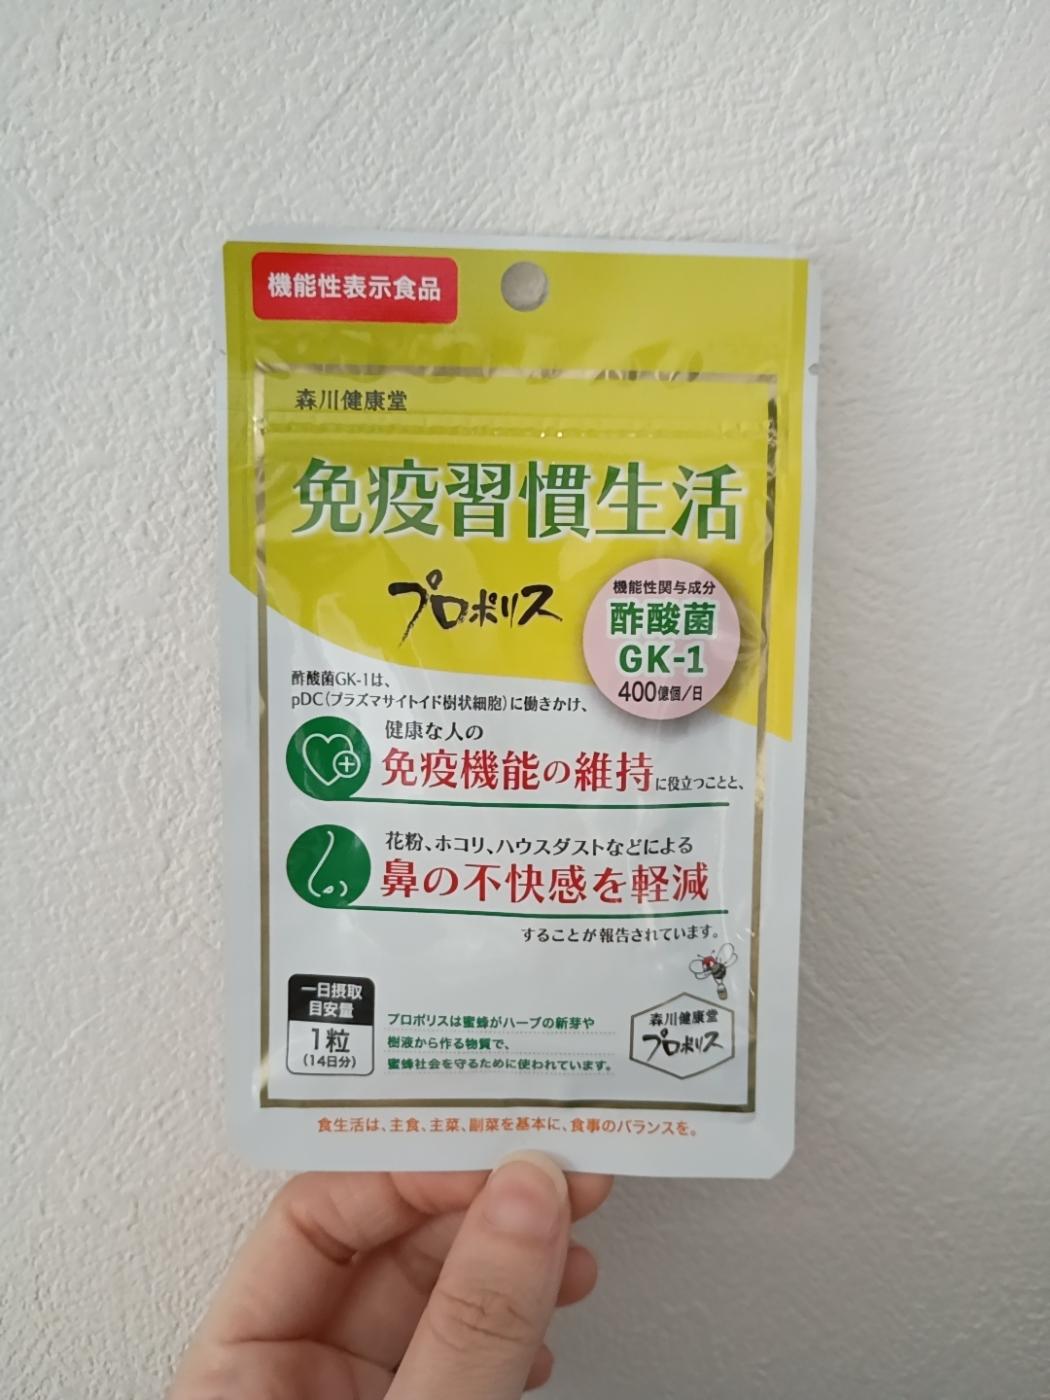 機能性表示食品
森川健康堂
免疫習慣生活
プロポリス
機能性関与成分
酢酸菌
GK-1
400億個/日
酢酸菌GK-1は、
pDC(プラズマサイトイド樹状細胞)に働きかけ、
健康な人の
免疫機能の維持に役立つことと、
花粉、ホコリ、ハウスダストなどによる
鼻の不快感を軽減
することが報告されています。
一日摂取
目安量
1粒
(14日分)
プロポリスは蜜蜂がハーブの新芽や
樹液から作る物質で、
蜜蜂社会を守るために使われています。
森川健康堂
プロポリス
食生活は、主食、主菜、副菜を基本に、食事のバランスを。